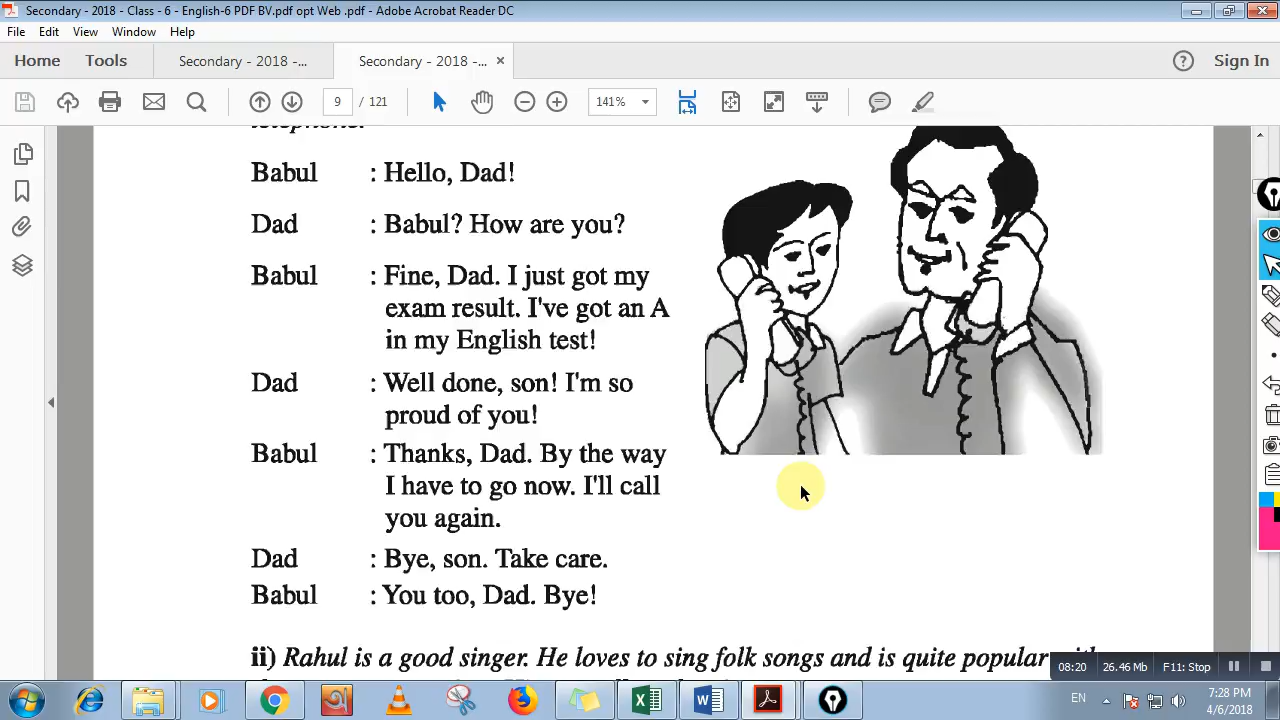 Secondary - 2018 - Class - 6 - English-6 PDF BV.pdf opt Web .pdf - Adobe Acrobat Reader DC
File Edit View Window Help
Home Tools Secondary - 2018 -... Secondary - 2018 -... × Sign In
9 / 121 141%
telephone.
Babul : Hello, Dad!
Dad : Babul? How are you?
Babul : Fine, Dad. I just got my
exam result. I've got an A
in my English test!
Dad : Well done, son! I'm so
proud of you!
Babul : Thanks, Dad. By the way
I have to go now. I'll call
you again.
Dad : Bye, son. Take care.
Babul : You too, Dad. Bye!
ii) Rahul is a good singer. He loves to sing folk songs and is quite popular with
08:20 26.46 MB F11: Stop
EN 7:28 PM
4/6/2018